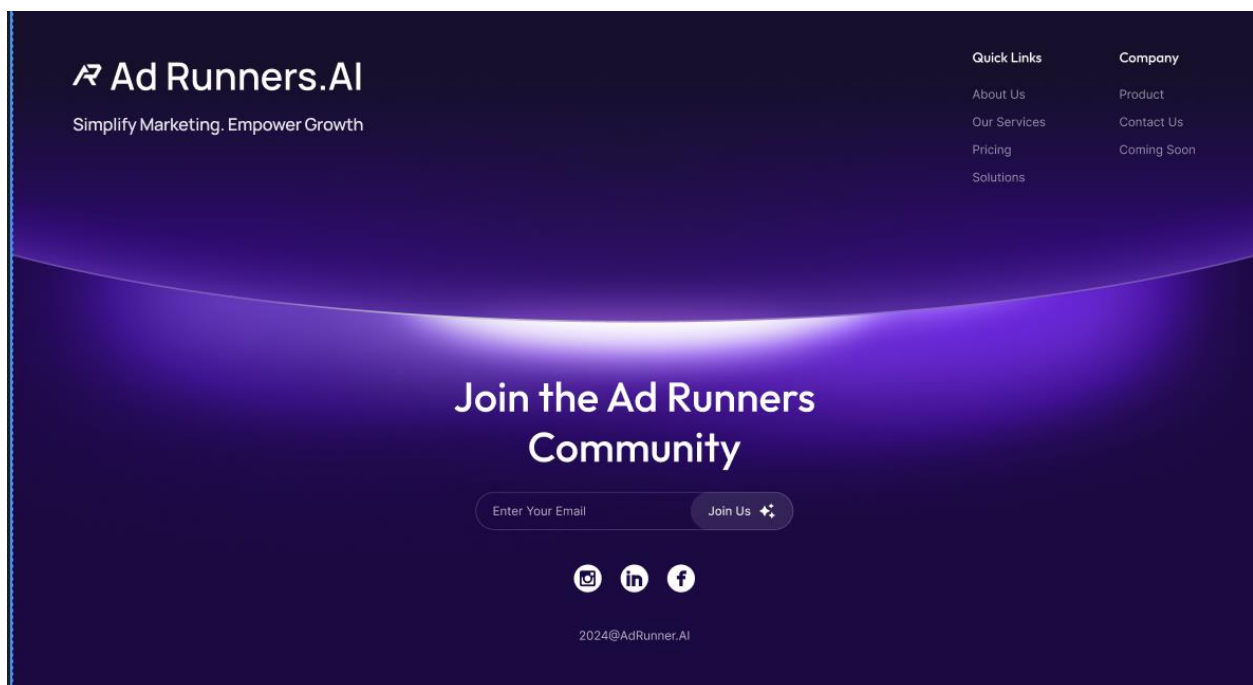 Ad Runners.AI
Simplify Marketing. Empower Growth
Quick Links
About Us
Our Services
Pricing
Solutions
Company
Product
Contact Us
Coming Soon
Join the Ad Runners
Community
Enter Your Email
Join Us
2024@AdRunner.AI